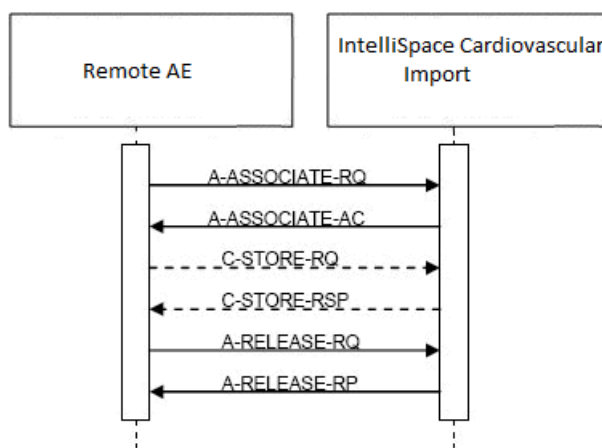 Remote AE
IntelliSpace Cardiovascular
Import
A-ASSOCIATE-RQ
A-ASSOCIATE-AC
C-STORE-RQ
C-STORE-RSP
A-RELEASE-RQ
A-RELEASE-RP